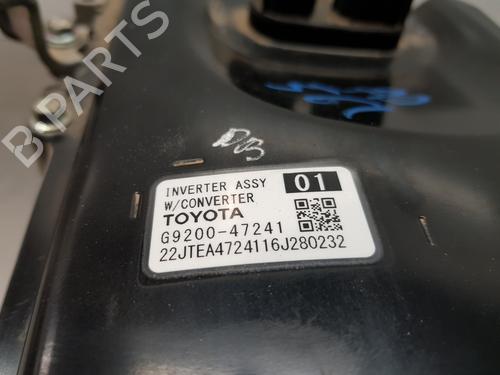 INVERTER ASSY 01
W/CONVERTER
TOYOTA
G9200-47241
22JTEA4724116J280232
B-PARTS